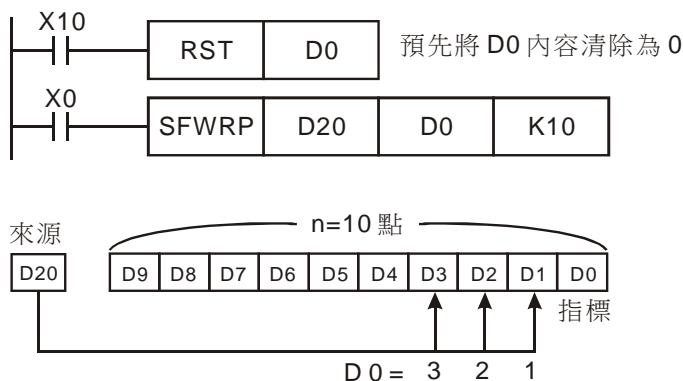 X10
RST D0 預先將 D0 內容清除為 0
X0
SFWRP D20 D0 K10
n=10 點
來源
D20 D9 D8 D7 D6 D5 D4 D3 D2 D1 D0
指標
D0= 3 2 1